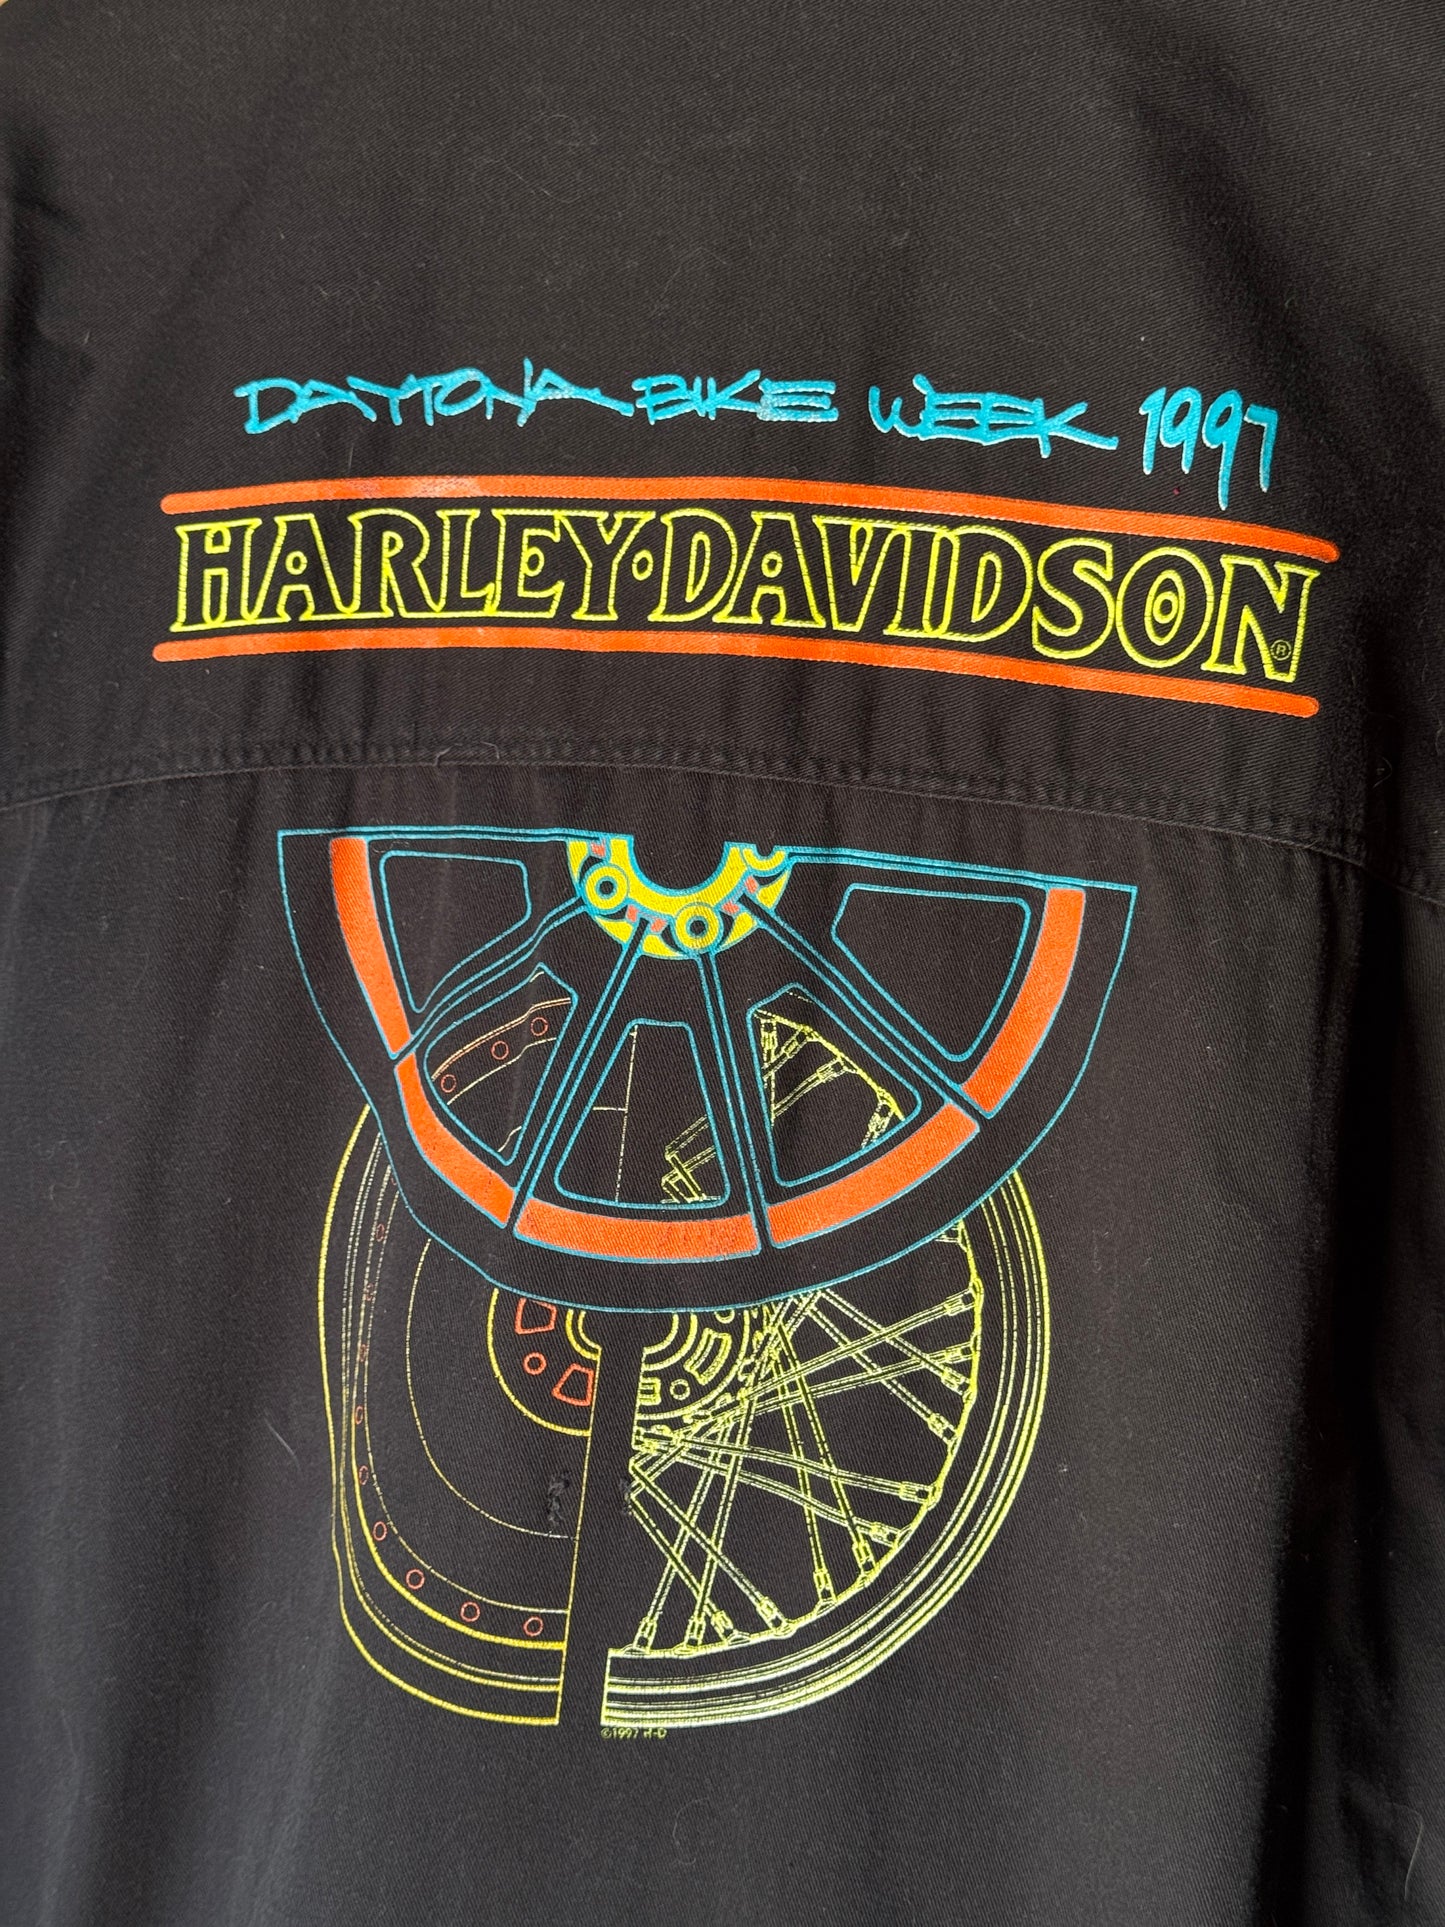 DAYTONA BIKE WEEK 1997
HARLEY-DAVIDSON®
©1997 H-D